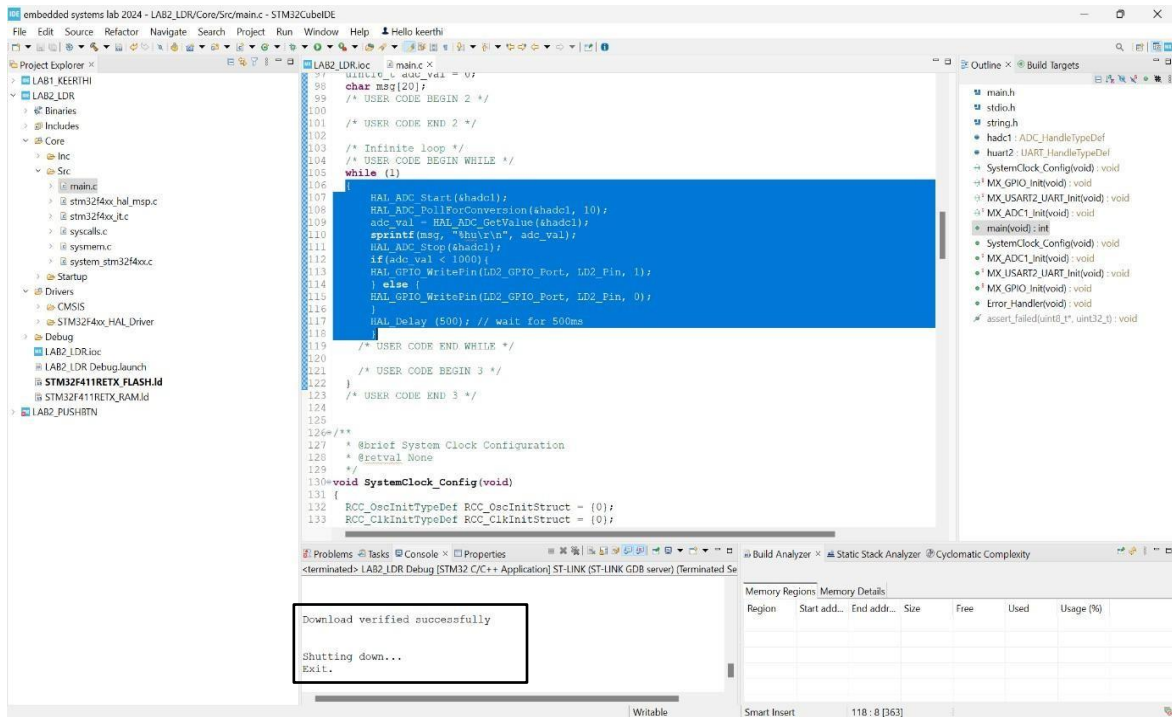 embedded systems lab 2024 - LAB2_LDR/Core/Src/main.c - STM32CubeIDE
File Edit Source Refactor Navigate Search Project Run Window Help Hello keerthi
Project Explorer
LAB1_KEERTHI
LAB2_LDR
Binaries
Includes
Core
Inc
Src
main.c
stm32f4xx_hal_msp.c
stm32f4xx_it.c
syscalls.c
sysmem.c
system_stm32f4xx.c
Startup
Drivers
CMSIS
STM32F4xx_HAL_Driver
Debug
LAB2_LDR.ioc
LAB2_LDR Debug.launch
STM32F411RETX_FLASH.ld
STM32F411RETX_RAM.ld
LAB2_PUSHBTN
LAB2_LDR.ioc main.c
97 uint16_t adc_val = 0;
98 char msg[20];
99 /* USER CODE BEGIN 2 */
100
101 /* USER CODE END 2 */
102
103 /* Infinite loop */
104 /* USER CODE BEGIN WHILE */
105 while (1)
106 {
107 HAL_ADC_Start(&hadc1);
108 HAL_ADC_PollForConversion(&hadc1, 10);
109 adc_val = HAL_ADC_GetValue(&hadc1);
110 sprintf(msg, "%hu\r\n", adc_val);
111 HAL_ADC_Stop(&hadc1);
112 if(adc_val < 1000){
113 HAL_GPIO_WritePin(LD2_GPIO_Port, LD2_Pin, 1);
114 } else {
115 HAL_GPIO_WritePin(LD2_GPIO_Port, LD2_Pin, 0);
116 }
117 HAL_Delay (500); // wait for 500ms
118 }
119 /* USER CODE END WHILE */
120
121 /* USER CODE BEGIN 3 */
122 }
123 /* USER CODE END 3 */
124
125
126 /**
127 * @brief System Clock Configuration
128 * @retval None
129 */
130 void SystemClock_Config(void)
131 {
132 RCC_OscInitTypeDef RCC_OscInitStruct = {0};
133 RCC_ClkInitTypeDef RCC_ClkInitStruct = {0};
Outline Build Targets
main.h
stdio.h
string.h
hadc1 : ADC_HandleTypeDef
huart2 : UART_HandleTypeDef
SystemClock_Config(void) : void
MX_GPIO_Init(void) : void
MX_USART2_UART_Init(void) : void
MX_ADC1_Init(void) : void
main(void) : int
SystemClock_Config(void) : void
MX_ADC1_Init(void) : void
MX_USART2_UART_Init(void) : void
MX_GPIO_Init(void) : void
Error_Handler(void) : void
assert_failed(uint8_t*, uint32_t) : void
Problems Tasks Console Properties
<terminated> LAB2_LDR Debug [STM32 C/C++ Application] ST-LINK (ST-LINK GDB server) (Terminated Se
Download verified successfully
Shutting down...
Exit.
Build Analyzer Static Stack Analyzer Cyclomatic Complexity
Memory Regions Memory Details
Region Start add... End addr... Size Free Used Usage (%)
Writable Smart Insert 118 : 8 [363]